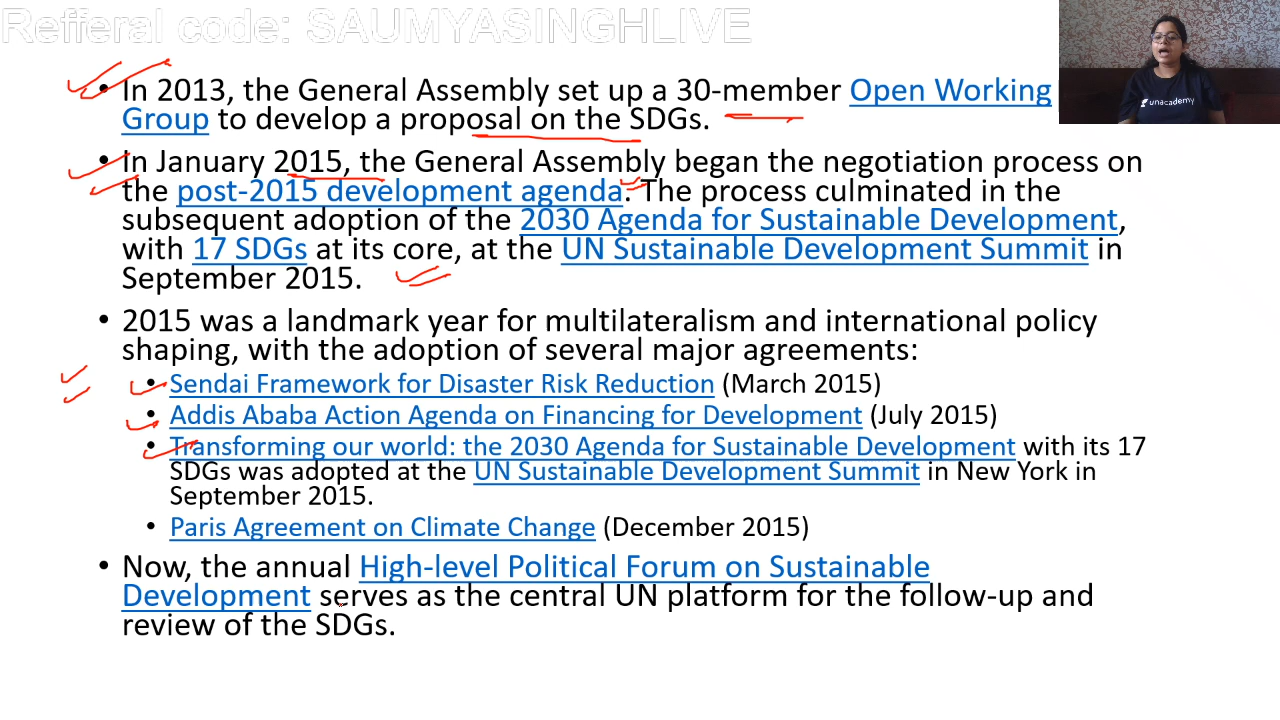 Refferal code: SAUMYASINGHLIVE
unacademy
• In 2013, the General Assembly set up a 30-member Open Working
Group to develop a proposal on the SDGs.
• In January 2015, the General Assembly began the negotiation process on
the post-2015 development agenda. The process culminated in the
subsequent adoption of the 2030 Agenda for Sustainable Development,
with 17 SDGs at its core, at the UN Sustainable Development Summit in
September 2015.
• 2015 was a landmark year for multilateralism and international policy
shaping, with the adoption of several major agreements:
• Sendai Framework for Disaster Risk Reduction (March 2015)
• Addis Ababa Action Agenda on Financing for Development (July 2015)
• Transforming our world: the 2030 Agenda for Sustainable Development with its 17
SDGs was adopted at the UN Sustainable Development Summit in New York in
September 2015.
• Paris Agreement on Climate Change (December 2015)
• Now, the annual High-level Political Forum on Sustainable
Development serves as the central UN platform for the follow-up and
review of the SDGs.